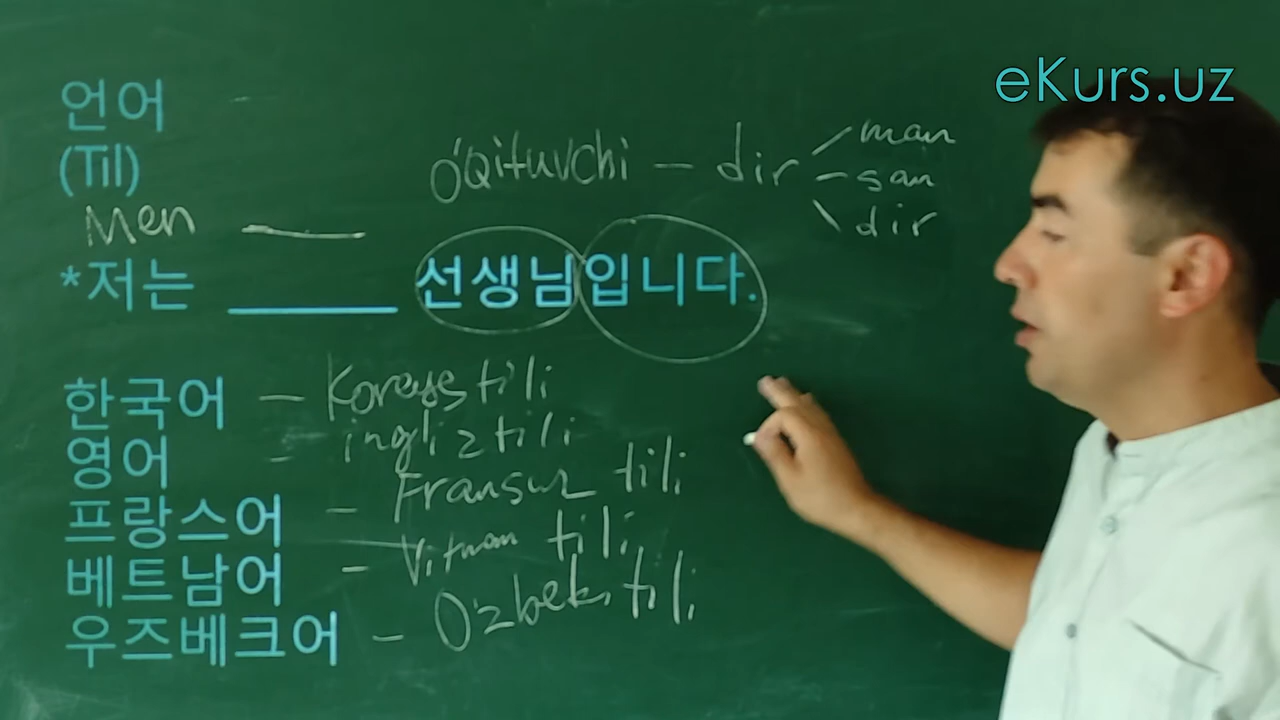 eKurs.uz
언어
(Til)
o'qituvchi — dir man
san
dir
Men ____
*저는 ______ 선생님입니다.
한국어 — Koreys tili
영어 - ingliz tili
프랑스어 - Fransuz tili
베트남어 - Vitnam tili
우즈베크어 - O'zbek tili